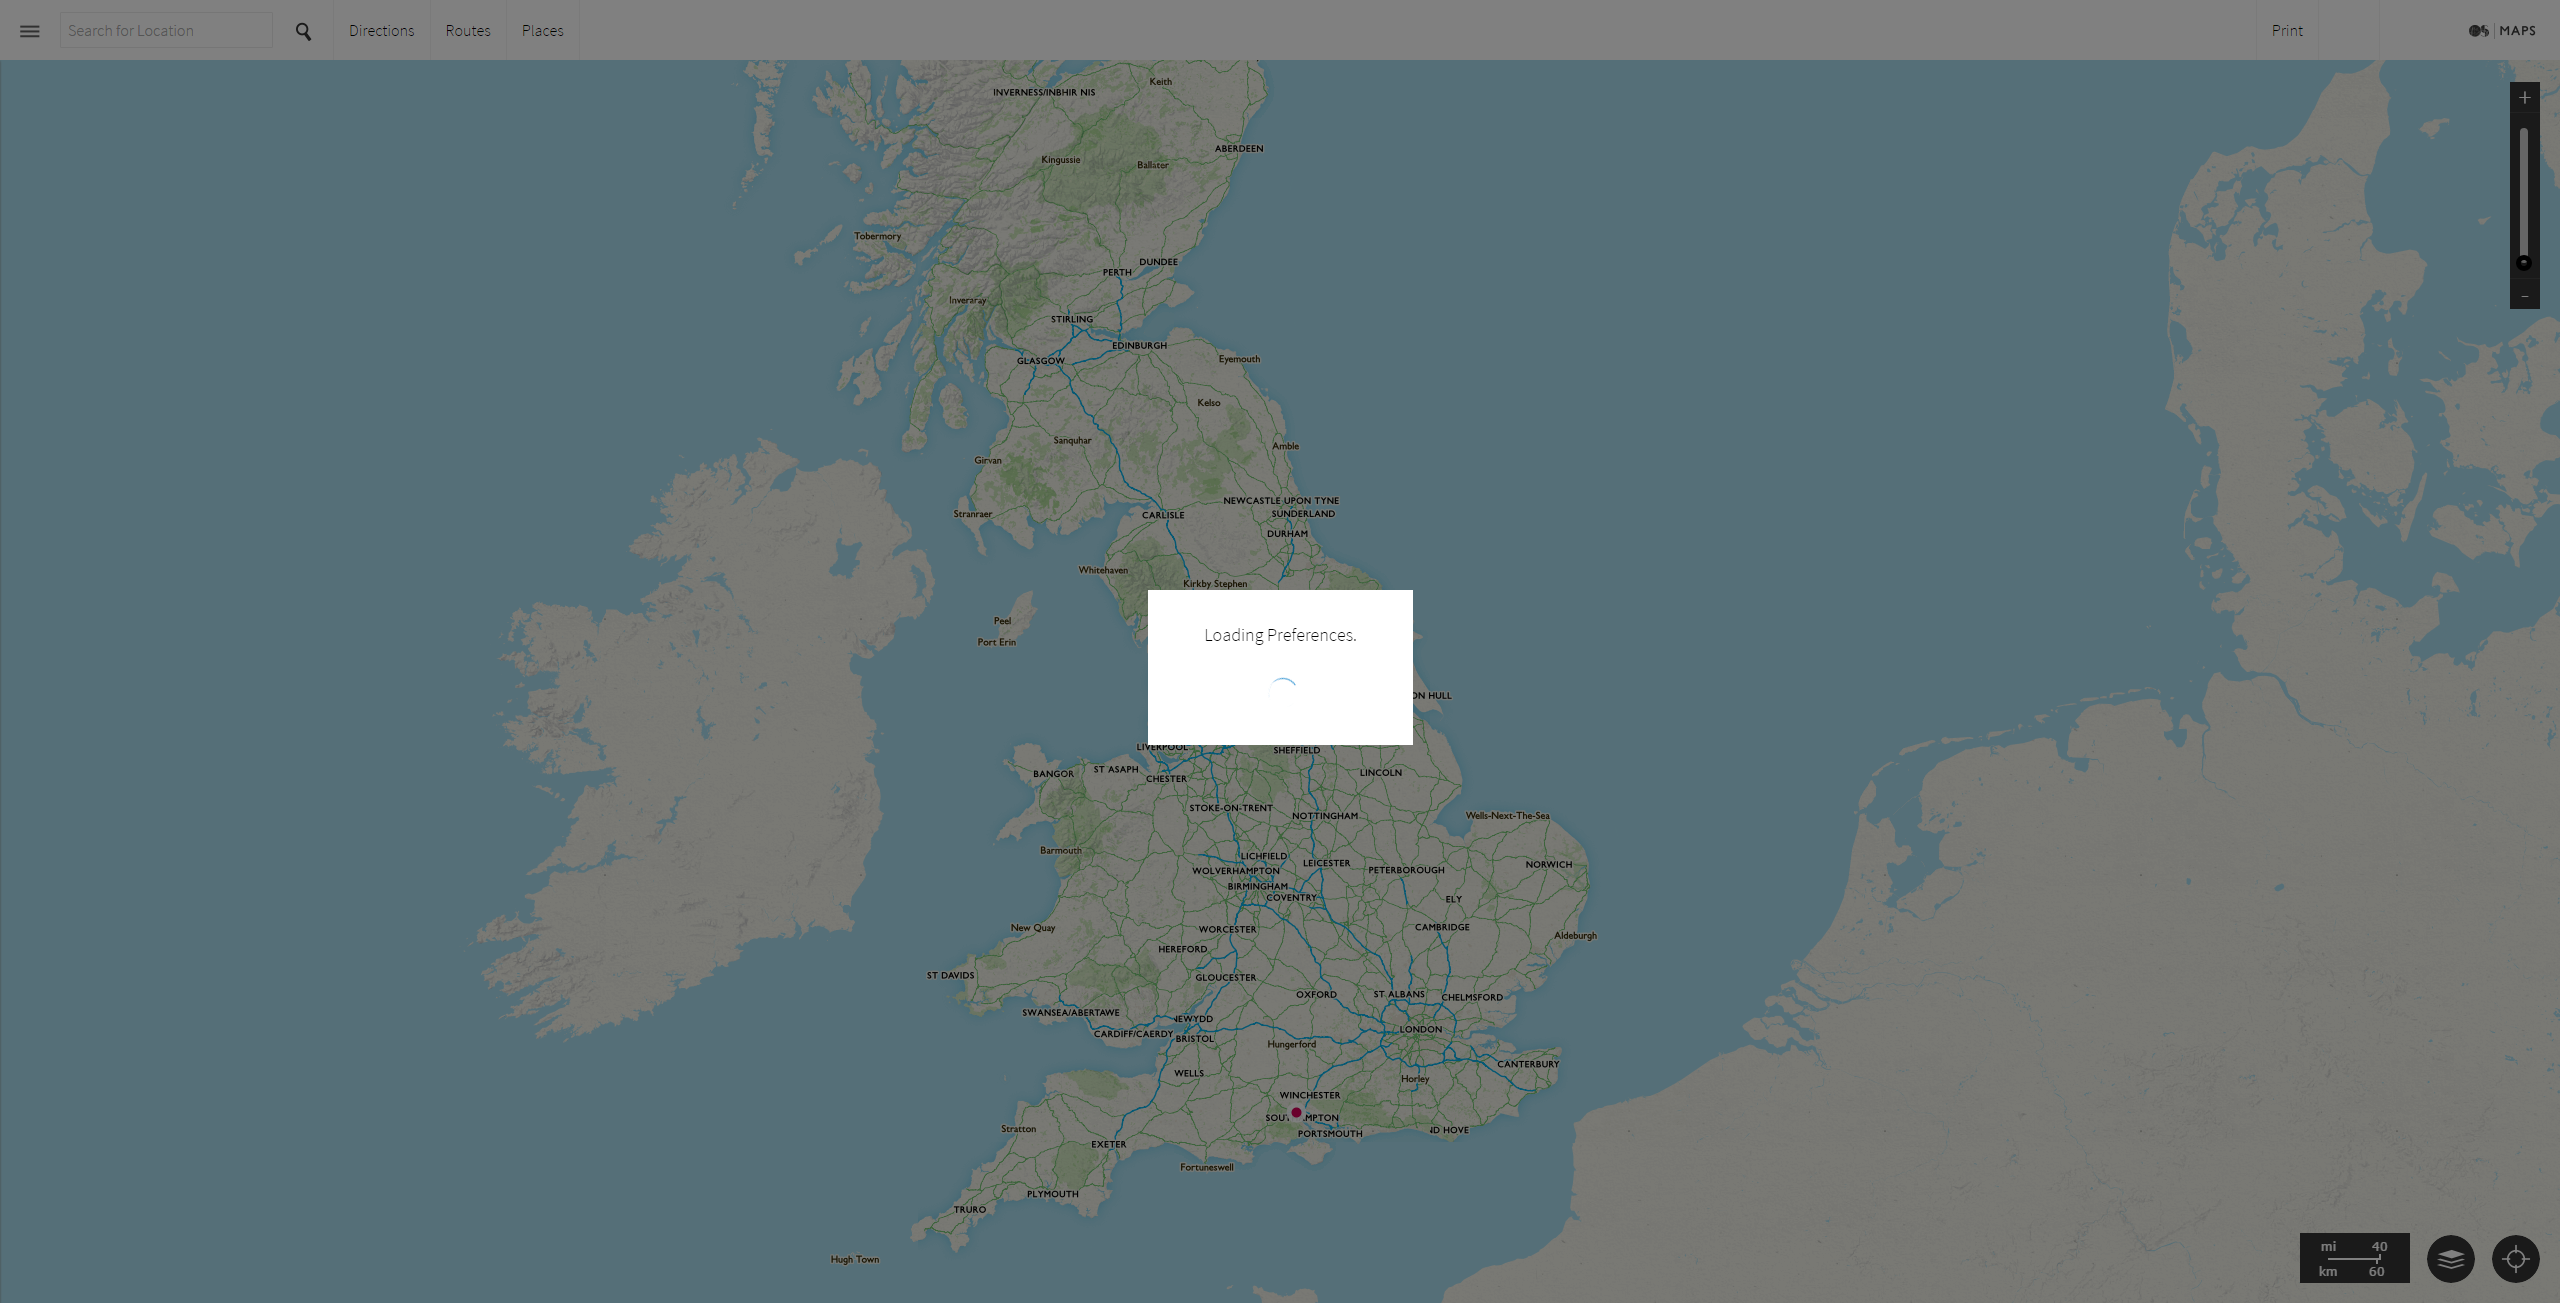 Search for Location
Directions
Routes
Places
Print
OS MAPS
Keith
INVERNESS/INBHIR NIS
ABERDEEN
Kingussie
Ballater
Tobermory
DUNDEE
PERTH
Inveraray
STIRLING
EDINBURGH
GLASGOW
Eyemouth
Kelso
Sanquhar
Amble
Girvan
NEWCASTLE UPON TYNE
Stranraer
CARLISLE
SUNDERLAND
DURHAM
Whitehaven
Kirkby Stephen
Peel
Port Erin
Loading Preferences.
ON HULL
LIVERPOOL
SHEFFIELD
BANGOR
ST ASAPH
CHESTER
LINCOLN
STOKE-ON-TRENT
NOTTINGHAM
Wells-Next-The-Sea
Barmouth
LICHFIELD
LEICESTER
NORWICH
WOLVERHAMPTON
PETERBOROUGH
BIRMINGHAM
COVENTRY
ELY
New Quay
WORCESTER
CAMBRIDGE
Aldeburgh
HEREFORD
ST DAVIDS
GLOUCESTER
OXFORD
ST ALBANS
CHELMSFORD
SWANSEA/ABERTAWE
NEWYDD
CARDIFF/CAERDY
BRISTOL
LONDON
Hungerford
CANTERBURY
WELLS
Horley
WINCHESTER
SOUTHAMPTON
Stratton
PORTSMOUTH
ND HOVE
EXETER
Fortuneswell
PLYMOUTH
TRURO
Hugh Town
mi 40
km 60